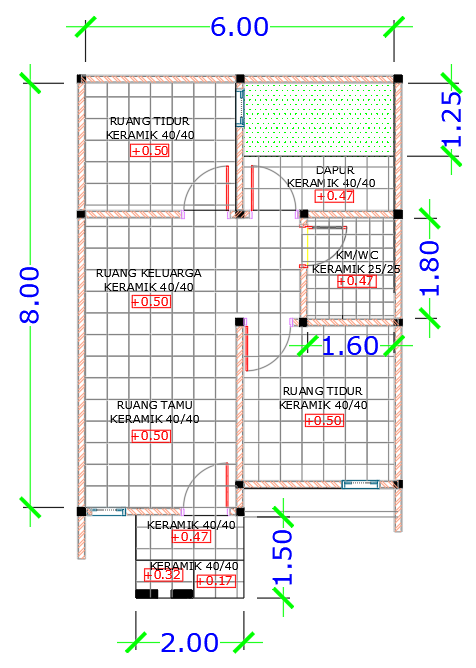 6.00
1.25
RUANG TIDUR
KERAMIK 40/40
+0.50
DAPUR
KERAMIK 40/40
+0.47
KM/WC
KERAMIK 25/25
+0.47
1.80
RUANG KELUARGA
KERAMIK 40/40
+0.50
8.00
1.60
RUANG TAMU
KERAMIK 40/40
+0.50
RUANG TIDUR
KERAMIK 40/40
+0.50
KERAMIK 40/40
+0.47
KERAMIK 40/40
+0.32
+0.17
1.50
2.00